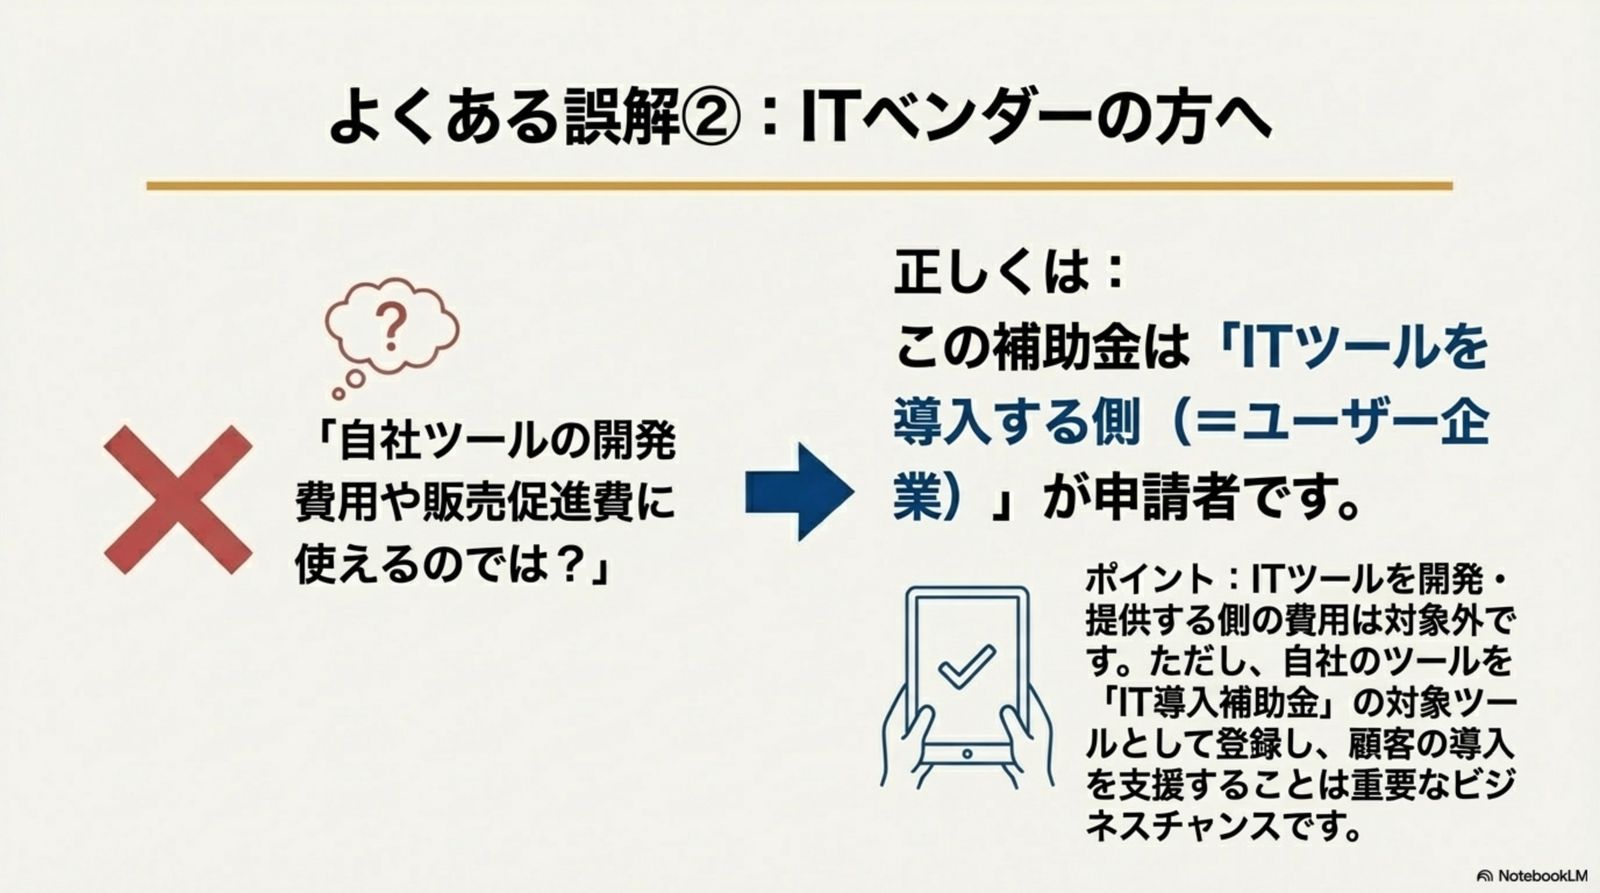 よくある誤解②：ITベンダーの方へ
?
「自社ツールの開発
費用や販売促進費に
使えるのでは？」
正しくは：
この補助金は「ITツールを
導入する側（＝ユーザー企
業）」が申請者です。
ポイント：ITツールを開発・
提供する側の費用は対象外で
す。ただし、自社のツールを
「IT導入補助金」の対象ツー
ルとして登録し、顧客の導入
を支援することは重要なビジ
ネスチャンスです。
NotebookLM